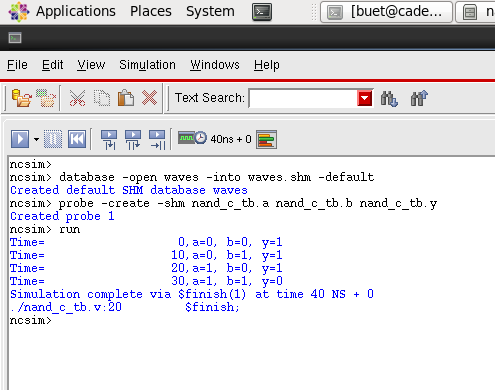 Applications Places System [buet@cade... n
File Edit View Simulation Windows Help
Text Search:
40ns + 0
ncsim>
ncsim> database -open waves -into waves.shm -default
Created default SHM database waves
ncsim> probe -create -shm nand_c_tb.a nand_c_tb.b nand_c_tb.y
Created probe 1
ncsim> run
Time= 0,a=0, b=0, y=1
Time= 10,a=0, b=1, y=1
Time= 20,a=1, b=0, y=1
Time= 30,a=1, b=1, y=0
Simulation complete via $finish(1) at time 40 NS + 0
./nand_c_tb.v:20 $finish;
ncsim>